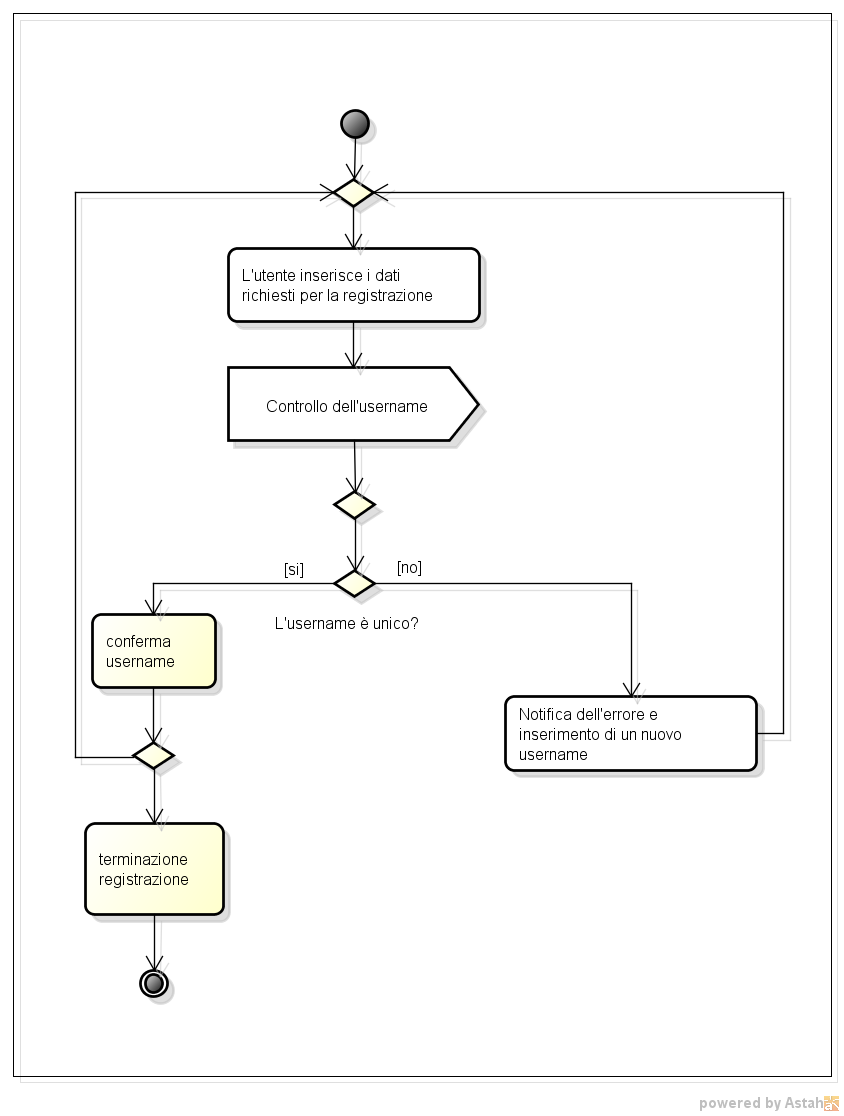 L'utente inserisce i dati
richiesti per la registrazione
Controllo dell'username
[si]
[no]
L'username è unico?
conferma
username
Notifica dell'errore e
inserimento di un nuovo
username
terminazione
registrazione
powered by Astah